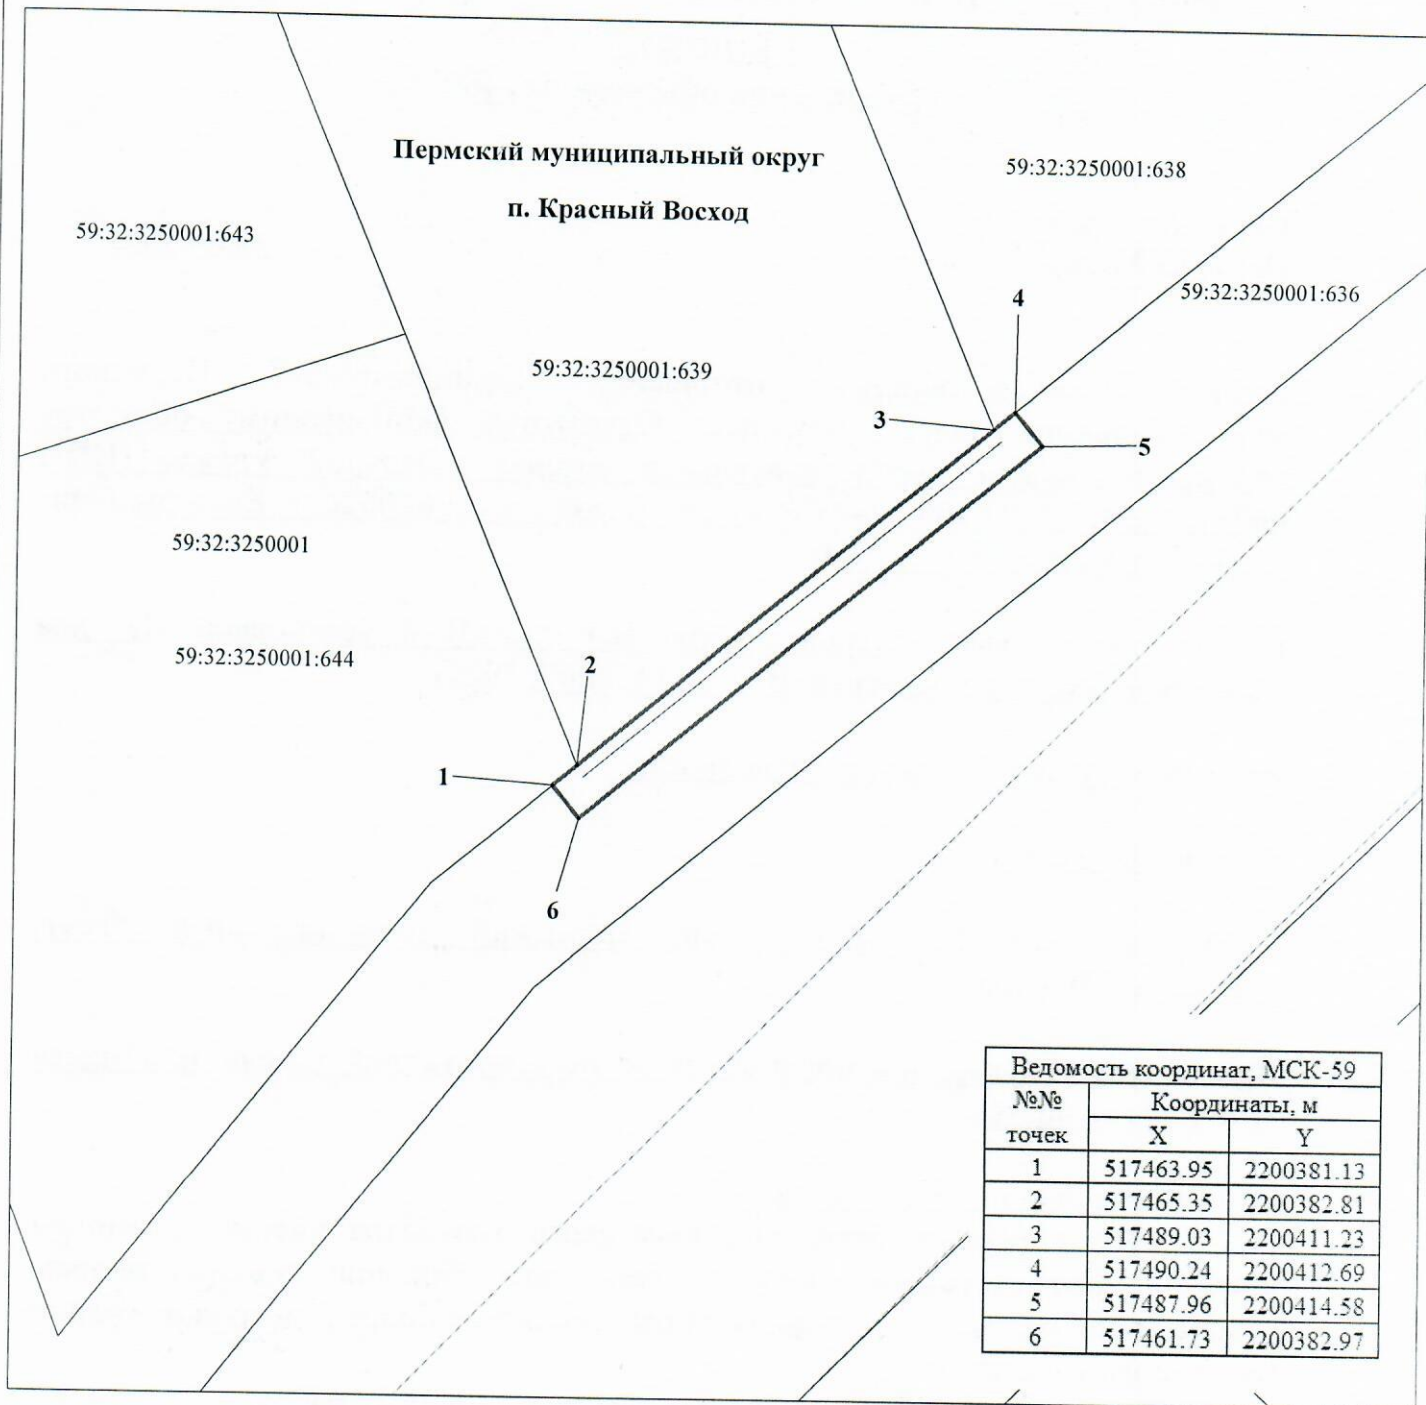 Пермский муниципальный округ
п. Красный Восход
59:32:3250001:638
59:32:3250001:643
59:32:3250001:636
4
59:32:3250001:639
3
5
59:32:3250001
59:32:3250001:644
2
1
6
Ведомость координат, МСК-59
№№ Координаты, м
точек X Y
1 517463.95 2200381.13
2 517465.35 2200382.81
3 517489.03 2200411.23
4 517490.24 2200412.69
5 517487.96 2200414.58
6 517461.73 2200382.97